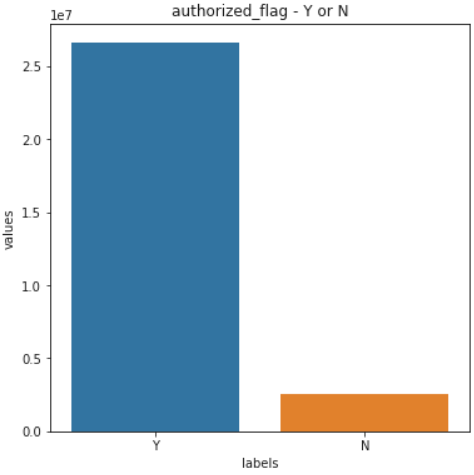 authorized_flag - Y or N
1e7
2.5
2.0
1.5
1.0
0.5
0.0
values
Y N
labels